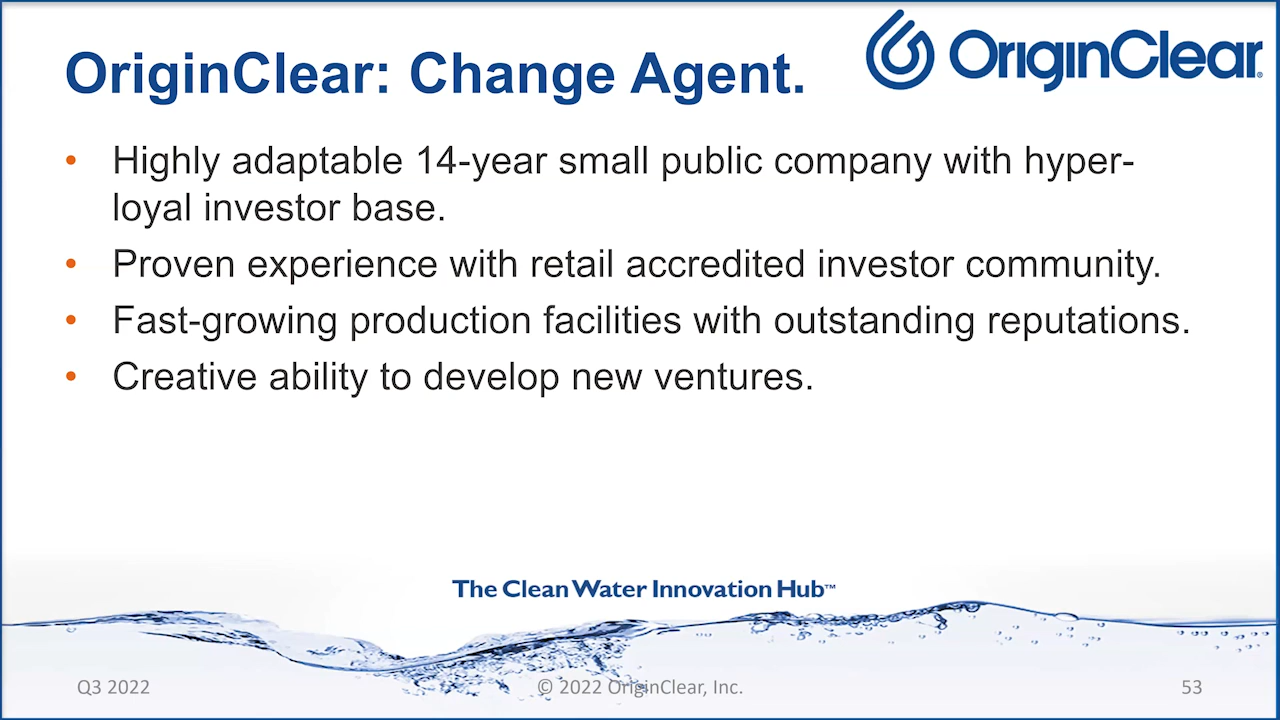 OriginClear: Change Agent.
OriginClear®
• Highly adaptable 14-year small public company with hyper-
loyal investor base.
• Proven experience with retail accredited investor community.
• Fast-growing production facilities with outstanding reputations.
• Creative ability to develop new ventures.
The Clean Water Innovation Hub™
Q3 2022
© 2022 OriginClear, Inc.
53